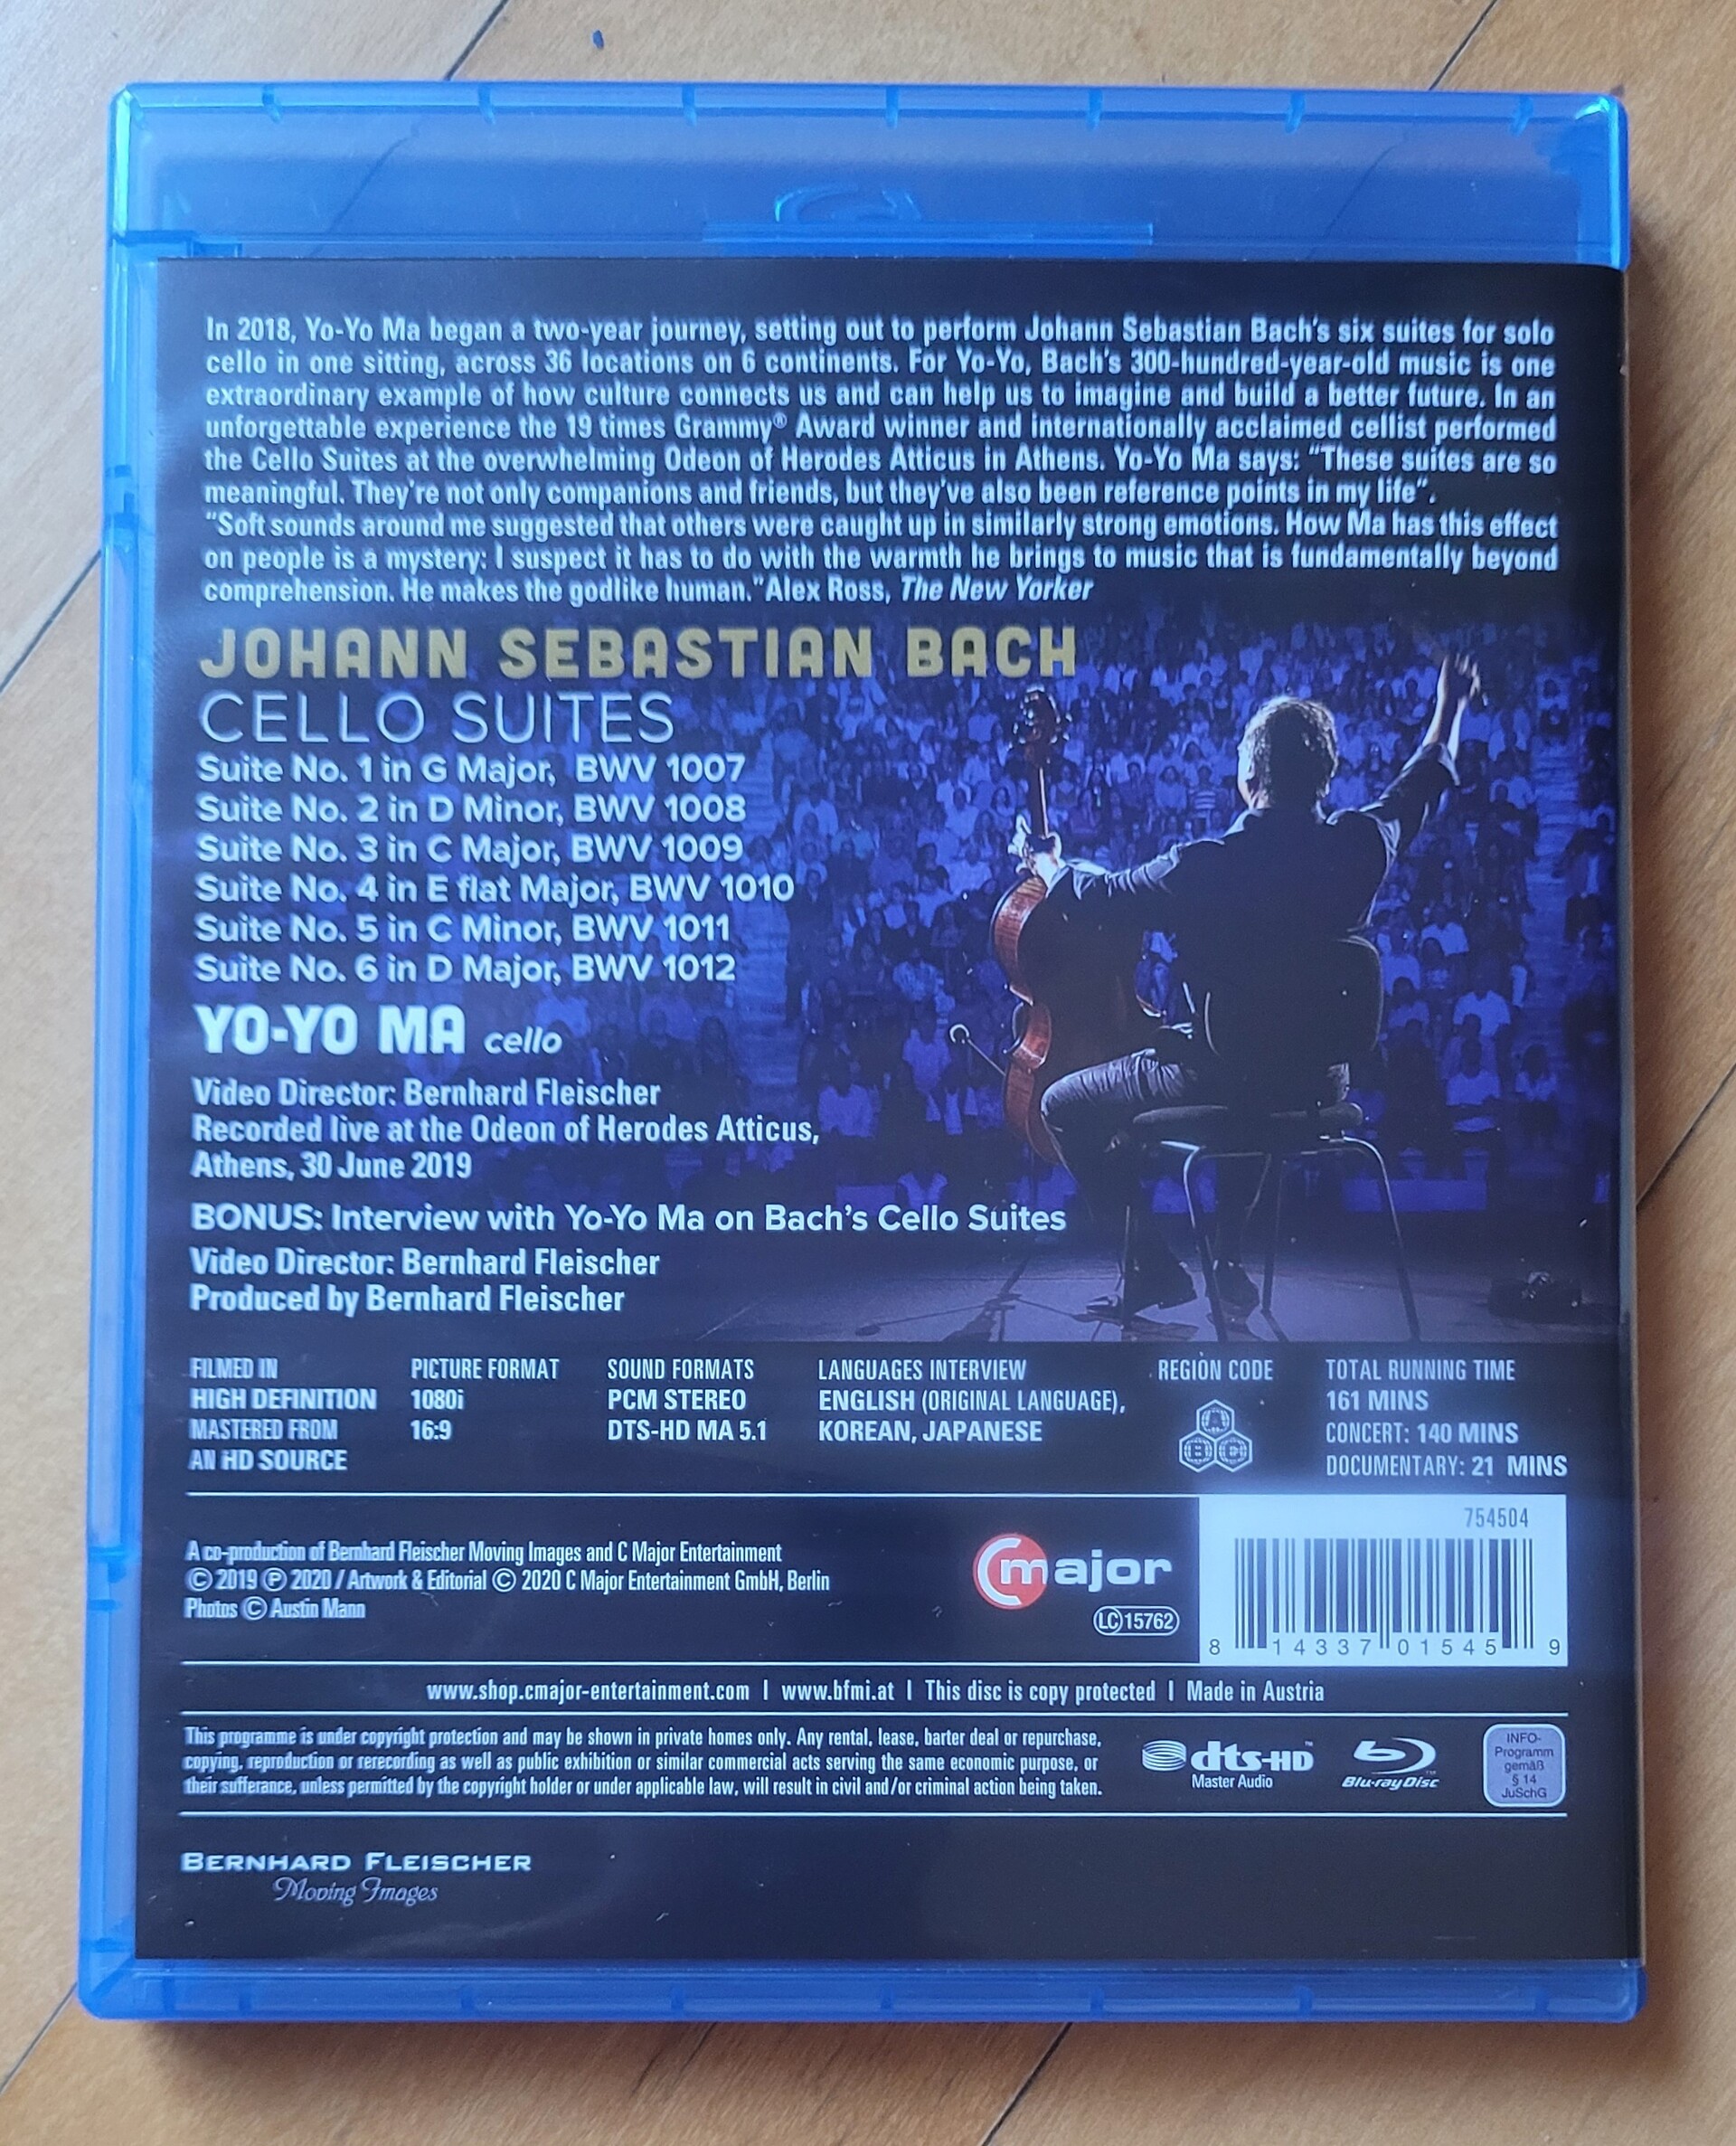 In 2018, Yo-Yo Ma began a two-year journey, setting out to perform Johann Sebastian Bach's six suites for solo
cello in one sitting, across 36 locations on 6 continents. For Yo-Yo, Bach's 300-hundred-year-old music is one
extraordinary example of how culture connects us and can help us to imagine and build a better future. In an
unforgettable experience the 19 times Grammy® Award winner and internationally acclaimed cellist performed
the Cello Suites at the overwhelming Odeon of Herodes Atticus in Athens. Yo-Yo Ma says: "These suites are so
meaningful. They're not only companions and friends, but they've also been reference points in my life".
"Soft sounds around me suggested that others were caught up in similarly strong emotions. How Ma has this effect
on people is a mystery: I suspect it has to do with the warmth he brings to music that is fundamentally beyond
comprehension. He makes the godlike human."Alex Ross, The New Yorker
JOHANN SEBASTIAN BACH
CELLO SUITES
Suite No. 1 in G Major, BWV 1007
Suite No. 2 in D Minor, BWV 1008
Suite No. 3 in C Major, BWV 1009
Suite No. 4 in E flat Major, BWV 1010
Suite No. 5 in C Minor, BWV 1011
Suite No. 6 in D Major, BWV 1012
YO-YO MA cello
Video Director: Bernhard Fleischer
Recorded live at the Odeon of Herodes Atticus,
Athens, 30 June 2019
BONUS: Interview with Yo-Yo Ma on Bach's Cello Suites
Video Director: Bernhard Fleischer
Produced by Bernhard Fleischer
FILMED IN
HIGH DEFINITION
MASTERED FROM
AN HD SOURCE
PICTURE FORMAT
1080i
16:9
SOUND FORMATS
PCM STEREO
DTS-HD MA 5.1
LANGUAGES INTERVIEW
ENGLISH (ORIGINAL LANGUAGE),
KOREAN, JAPANESE
REGION CODE
A
B C
TOTAL RUNNING TIME
161 MINS
CONCERT: 140 MINS
DOCUMENTARY: 21 MINS
A co-production of Bernhard Fleischer Moving Images and C Major Entertainment
© 2019 ℗ 2020 / Artwork & Editorial © 2020 C Major Entertainment GmbH, Berlin
Photos © Austin Mann
C major
LC 15762
754504
8 14337 01545 9
www.shop.cmajor-entertainment.com | www.bfmi.at | This disc is copy protected | Made in Austria
This programme is under copyright protection and may be shown in private homes only. Any rental, lease, barter deal or repurchase,
copying, reproduction or rerecording as well as public exhibition or similar commercial acts serving the same economic purpose, or
their sufferance, unless permitted by the copyright holder or under applicable law, will result in civil and/or criminal action being taken.
dts-HD™
Master Audio
Blu-ray Disc™
INFO-
Programm
gemäß
§ 14
JuSchG
BERNHARD FLEISCHER
Moving Images